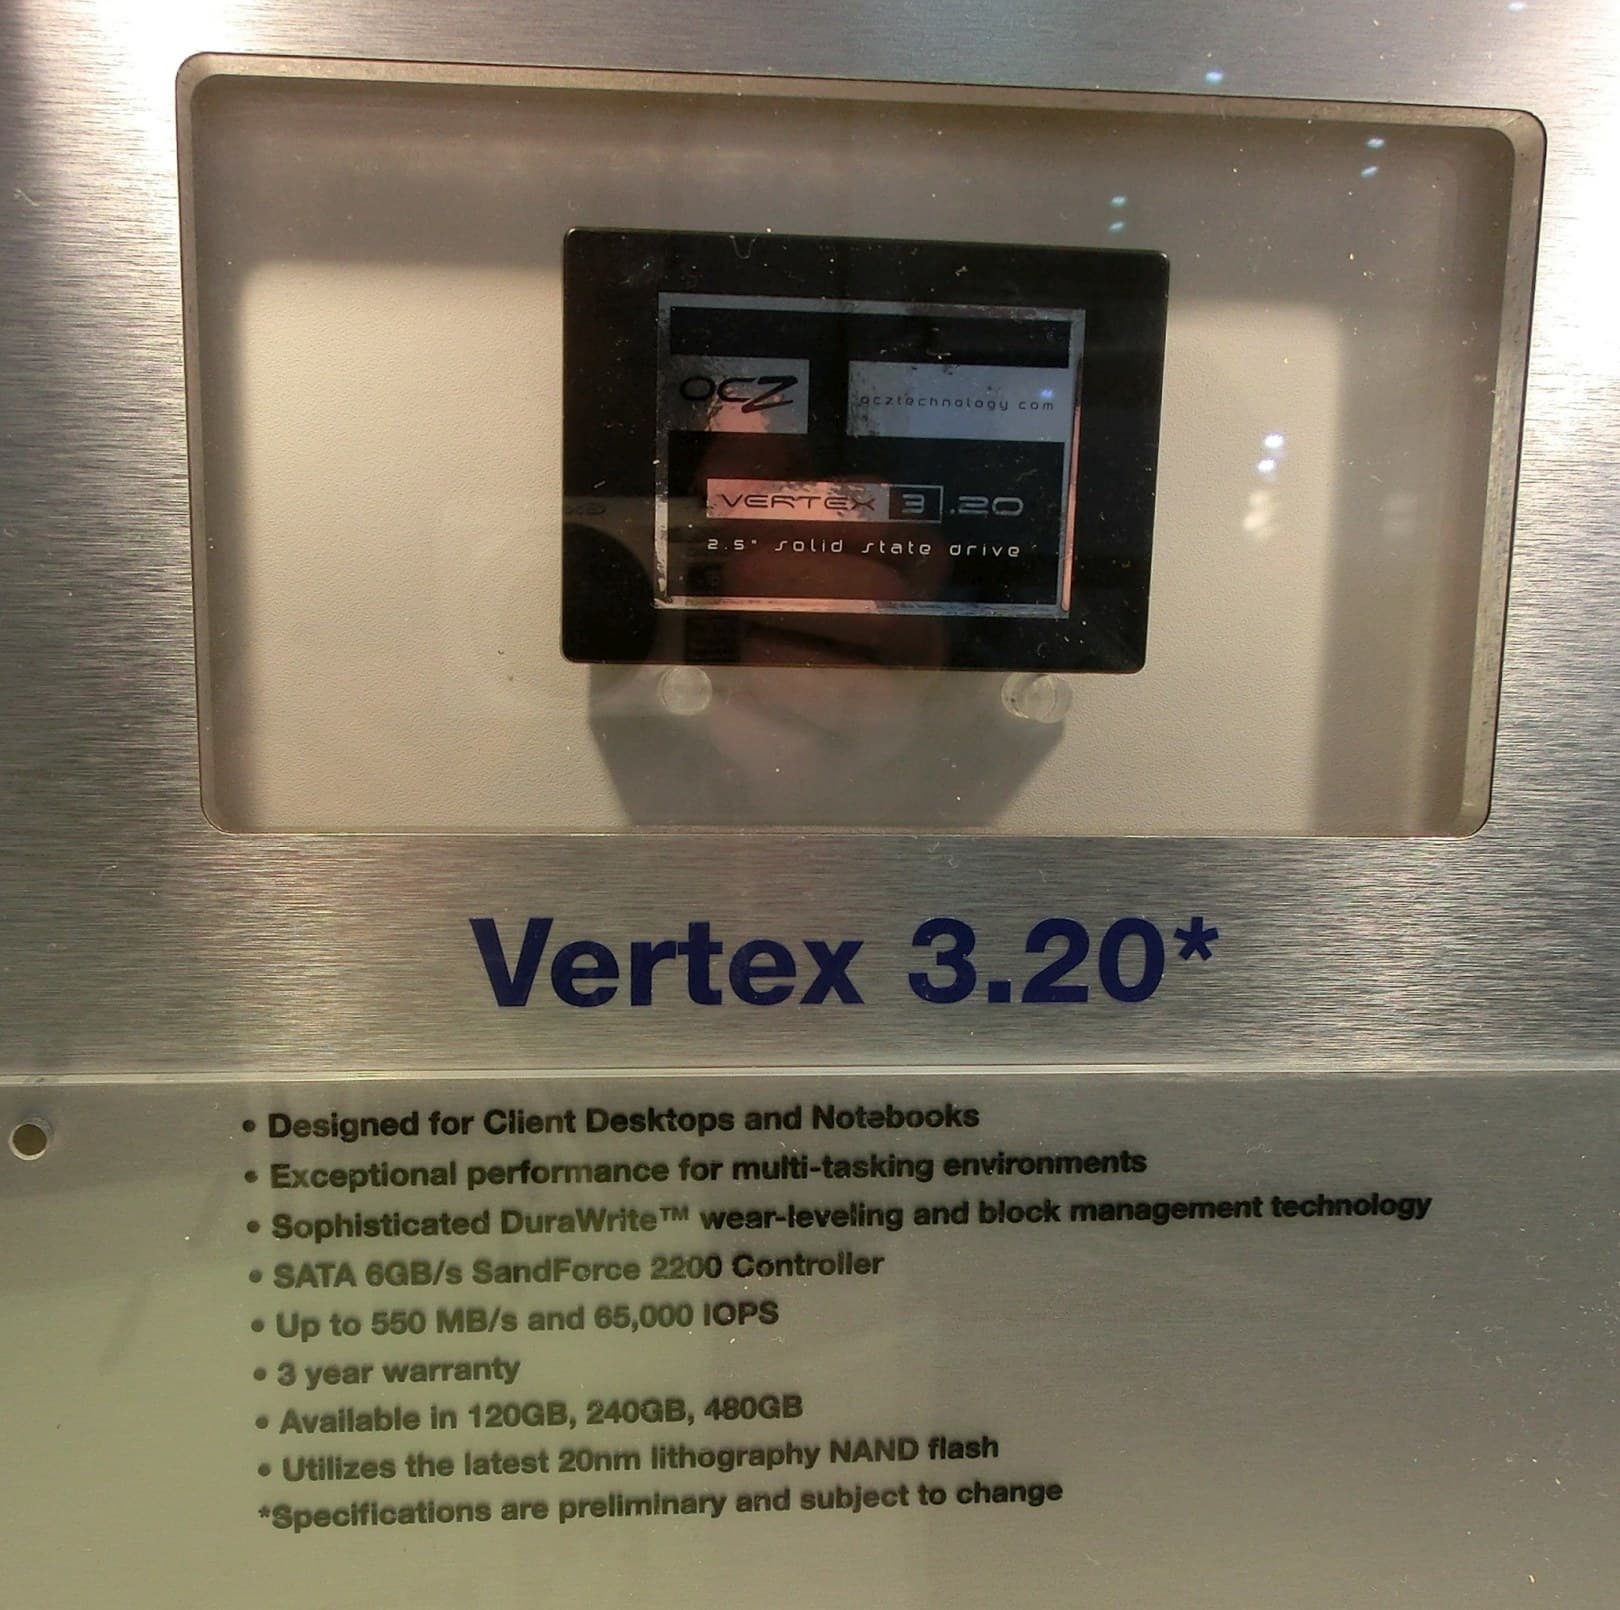 OCZ
ocztechnology com
VERTEX 3.20
2.5" solid state drive
Vertex 3.20*
• Designed for Client Desktops and Notebooks
• Exceptional performance for multi-tasking environments
• Sophisticated DuraWrite™ wear-leveling and block management technology
• SATA 6GB/s SandForce 2200 Controller
• Up to 550 MB/s and 65,000 IOPS
• 3 year warranty
• Available in 120GB, 240GB, 480GB
• Utilizes the latest 20nm lithography NAND flash
*Specifications are preliminary and subject to change